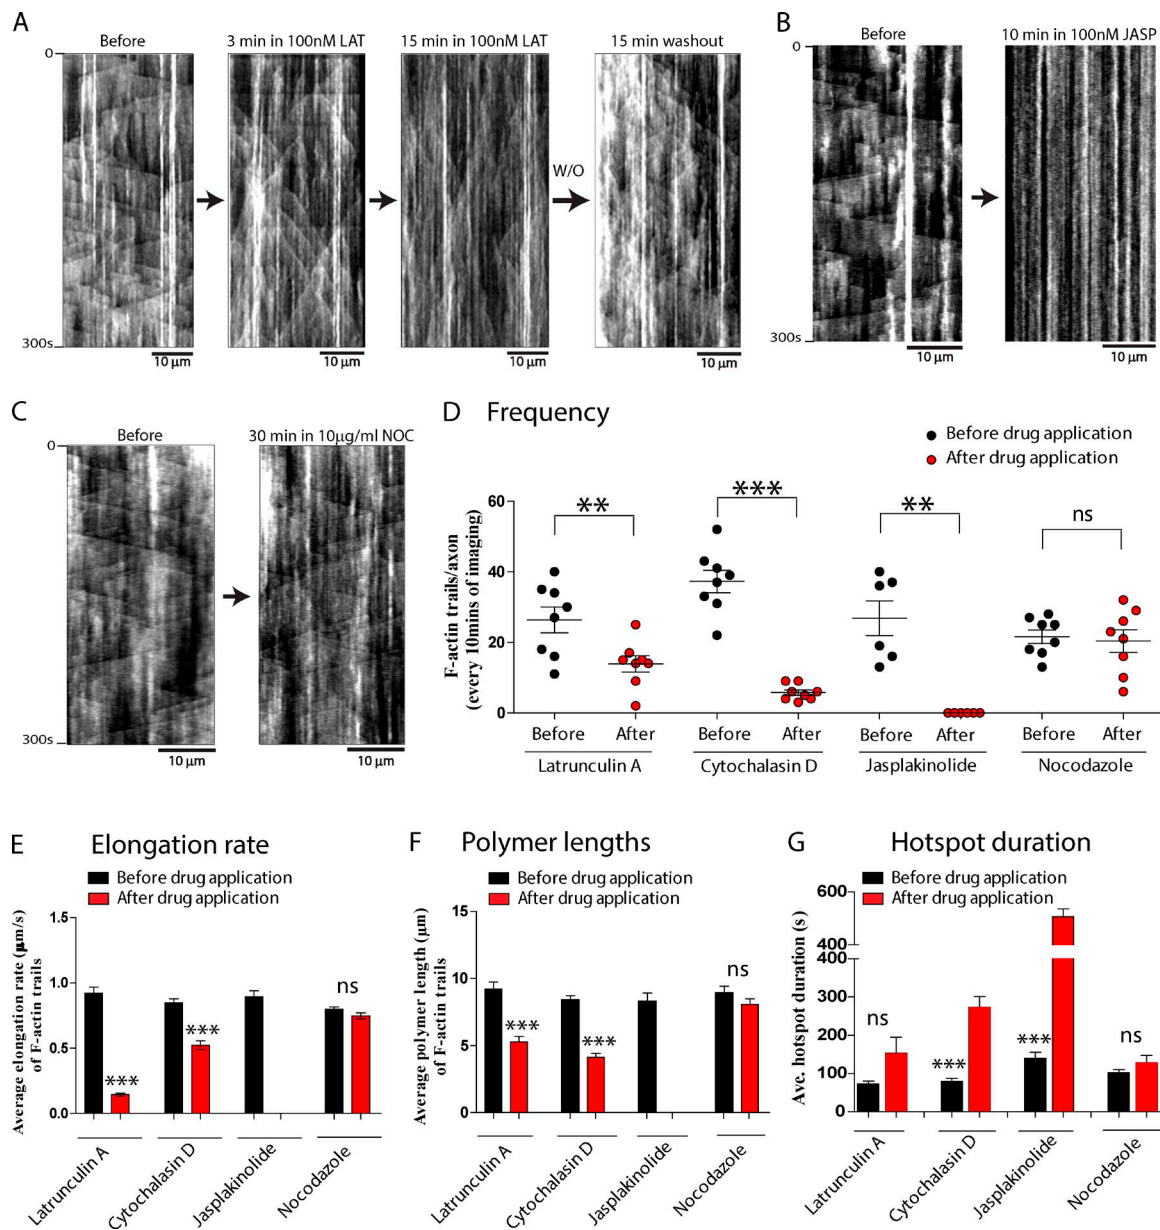 A
Before
3 min in 100nM LAT
15 min in 100nM LAT
15 min washout
0
300s
W/O
10 µm
10 µm
10 µm
10 µm
B
Before
10 min in 100nM JASP
0
300s
10 µm
10 µm
C
Before
30 min in 10µg/ml NOC
0
300s
10 µm
10 µm
D Frequency
Before drug application
After drug application
F-actin trails/axon
(every 10mins of imaging)
60
40
20
0
**
***
**
ns
Before After Before After Before After Before After
Latrunculin A Cytochalasin D Jasplakinolide Nocodazole
E Elongation rate
Before drug application
After drug application
Average elongation rate (µm/s)
of F-actin trails
1.5
1.0
0.5
0.0
***
***
ns
Latrunculin A
Cytochalasin D
Jasplakinolide
Nocodazole
F Polymer lengths
Before drug application
After drug application
Average polymer length (µm)
of F-actin trails
15
10
5
0
***
***
ns
Latrunculin A
Cytochalasin D
Jasplakinolide
Nocodazole
G Hotspot duration
Before drug application
After drug application
Ave. hotspot duration (s)
600
400
400
300
200
100
0
ns
***
***
ns
Latrunculin A
Cytochalasin D
Jasplakinolide
Nocodazole